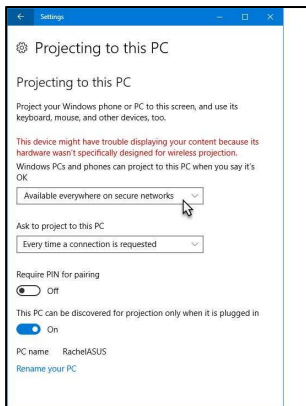 Settings
Projecting to this PC
Projecting to this PC
Project your Windows phone or PC to this screen, and use its
keyboard, mouse, and other devices, too.
This device might have trouble displaying your content because its
hardware wasn't specifically designed for wireless projection.
Windows PCs and phones can project to this PC when you say it's
OK
Available everywhere on secure networks
Ask to project to this PC
Every time a connection is requested
Require PIN for pairing
Off
This PC can be discovered for projection only when it is plugged in
On
PC name RachelASUS
Rename your PC